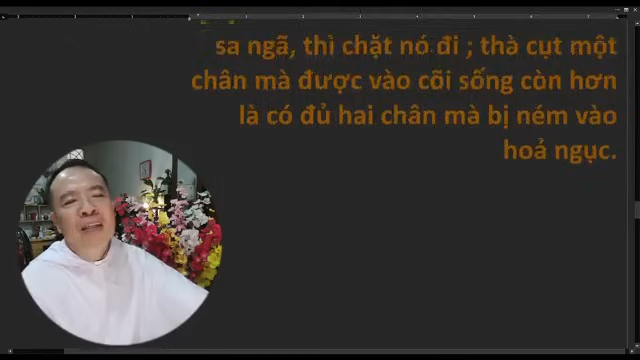 sa ngã, thì chặt nó đi ; thà cụt một
chân mà được vào cõi sống còn hơn
là có đủ hai chân mà bị ném vào
hoả ngục.